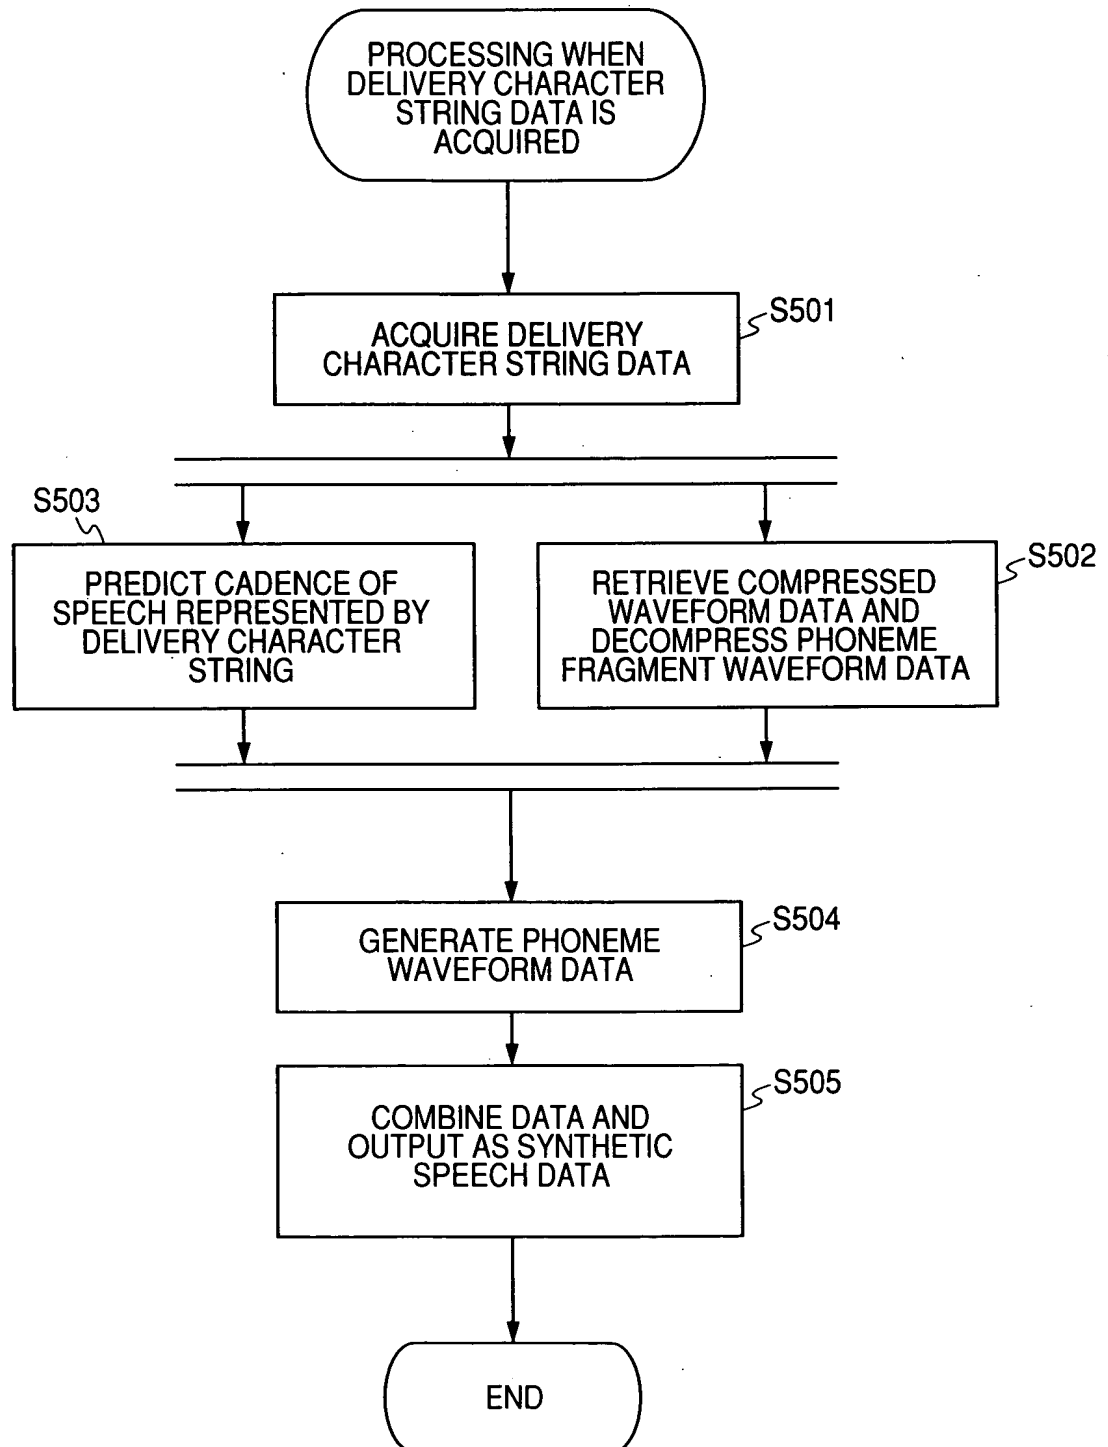 PROCESSING WHEN
DELIVERY CHARACTER
STRING DATA IS
ACQUIRED
S501
ACQUIRE DELIVERY
CHARACTER STRING DATA
S503
PREDICT CADENCE OF
SPEECH REPRESENTED BY
DELIVERY CHARACTER
STRING
S502
RETRIEVE COMPRESSED
WAVEFORM DATA AND
DECOMPRESS PHONEME
FRAGMENT WAVEFORM DATA
S504
GENERATE PHONEME
WAVEFORM DATA
S505
COMBINE DATA AND
OUTPUT AS SYNTHETIC
SPEECH DATA
END